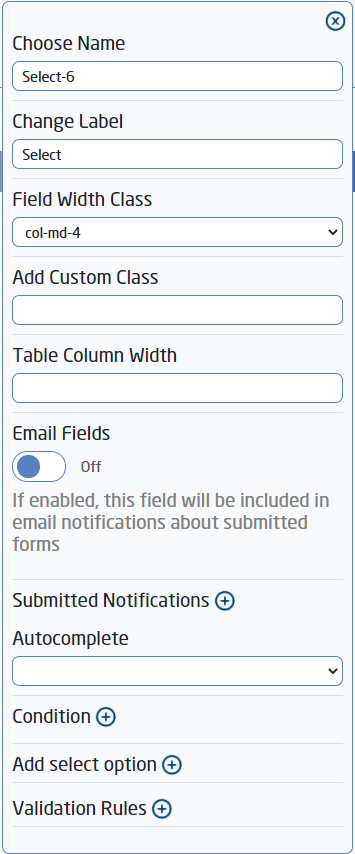 Choose Name
Select-6
Change Label
Select
Field Width Class
col-md-4
Add Custom Class
Table Column Width
Email Fields
Off
If enabled, this field will be included in
email notifications about submitted
forms
Submitted Notifications
Autocomplete
Condition
Add select option
Validation Rules